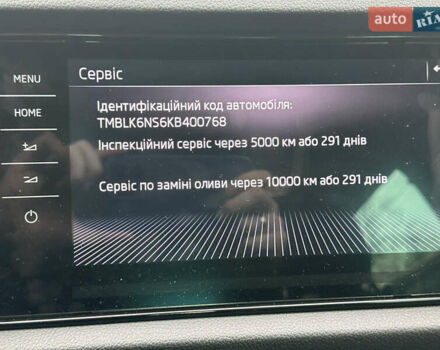 auto RIA
MENU
Сервіс
HOME
Ідентифікаційний код автомобіля:
TMBLK6NS6KB400768
Інспекційний сервіс через 5000 км або 291 днів
Сервіс по заміні оливи через 10000 км або 291 днів